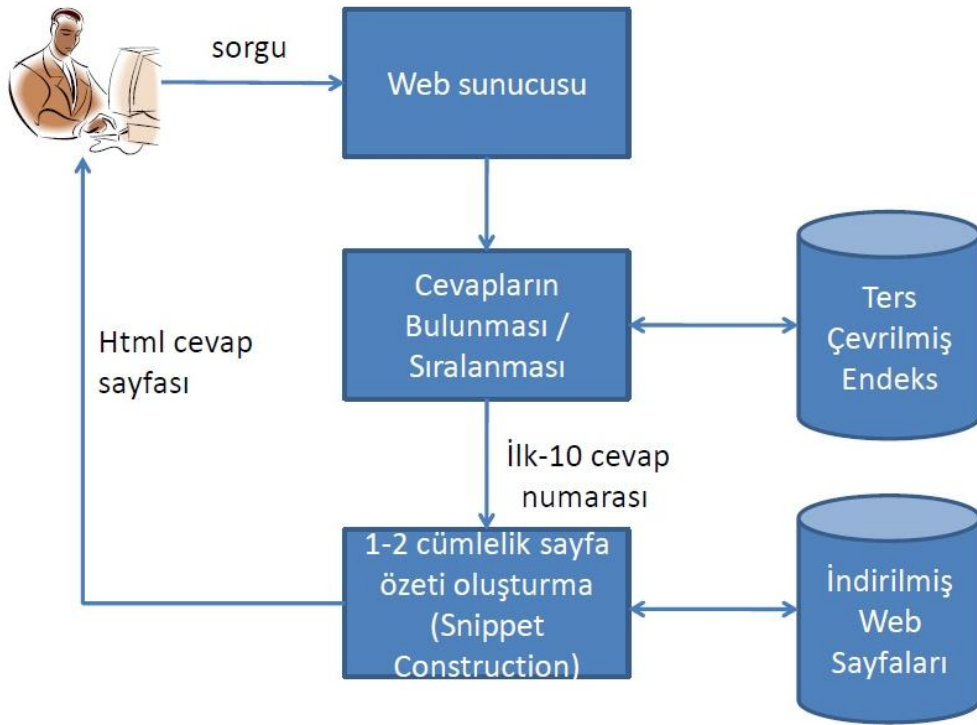 sorgu
Web sunucusu
Cevapların
Bulunması /
Sıralanması
Ters
Çevrilmiş
Endeks
Html cevap
sayfası
İlk-10 cevap
numarası
1-2 cümlelik sayfa
özeti oluşturma
(Snippet
Construction)
İndirilmiş
Web
Sayfaları